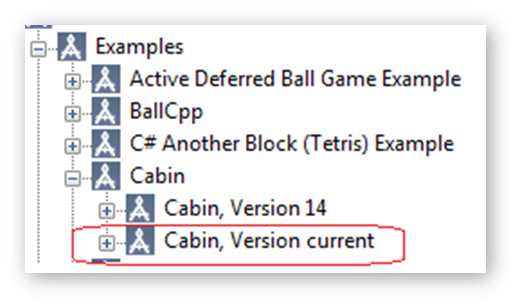 Examples
Active Deferred Ball Game Example
BallCpp
C# Another Block (Tetris) Example
Cabin
Cabin, Version 14
Cabin, Version current